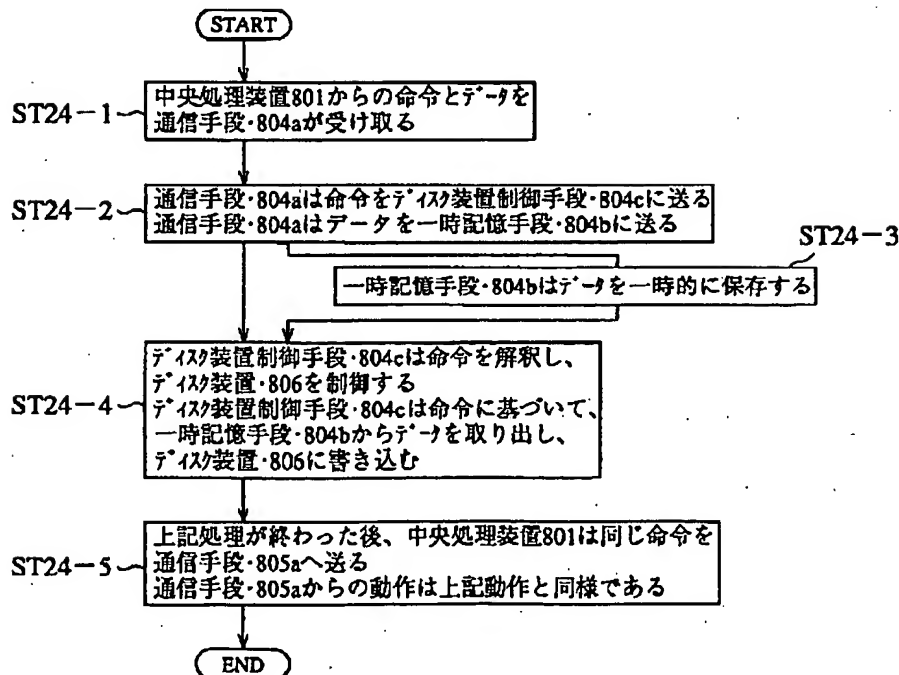 START
ST24-1
中央処理装置801からの命令とデータを
通信手段・804aが受け取る
ST24-2
通信手段・804aは命令をディスク装置制御手段・804cに送る
通信手段・804aはデータを一時記憶手段・804bに送る
ST24-3
一時記憶手段・804bはデータを一時的に保存する
ST24-4
ディスク装置制御手段・804cは命令を解釈し、
ディスク装置・806を制御する
ディスク装置制御手段・804cは命令に基づいて、
一時記憶手段・804bからデータを取り出し、
ディスク装置・806に書き込む
ST24-5
上記処理が終わった後、中央処理装置801は同じ命令を
通信手段・805aへ送る
通信手段・805aからの動作は上記動作と同様である
END